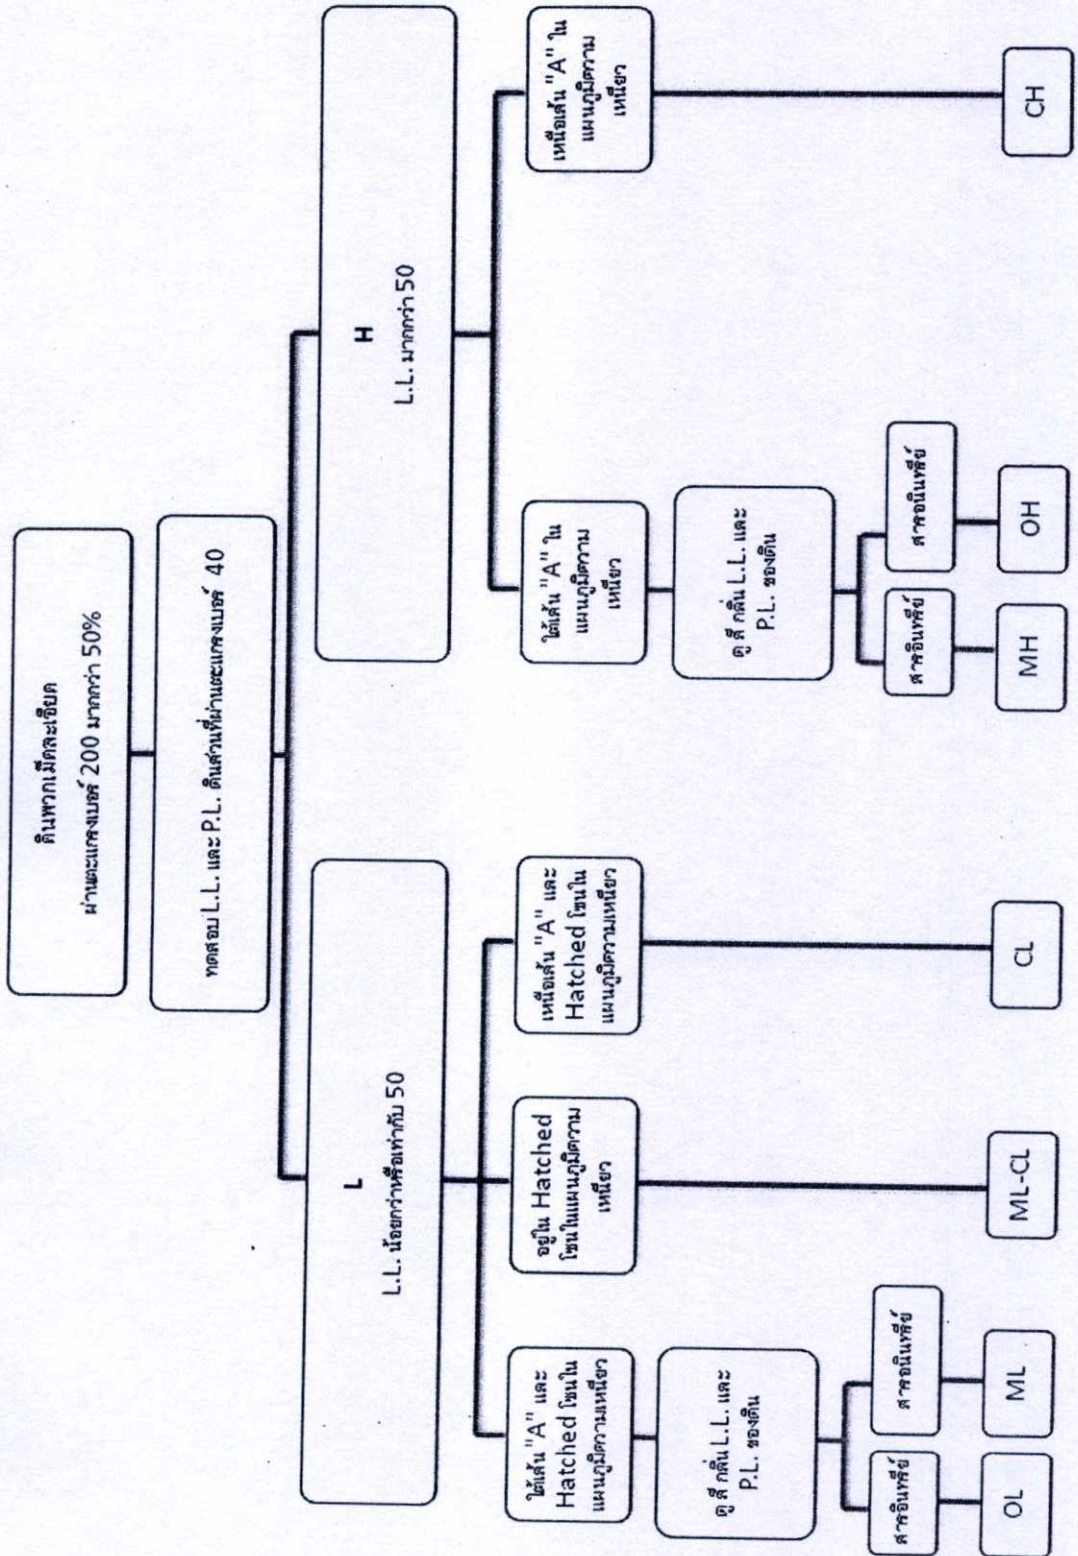 ดินพวกเม็ดละเอียด
ผ่านตะแกรงเบอร์ 200 มากกว่า 50%
ทดสอบ L.L. และ P.L. ดินส่วนที่ผ่านตะแกรงเบอร์ 40
L
L.L. น้อยกว่าหรือเท่ากับ 50
H
L.L. มากกว่า 50
ใต้เส้น "A" และ
Hatched โซนใน
แผนภูมิความเหนียว
อยู่ใน Hatched
โซนในแผนภูมิความ
เหนียว
เหนือเส้น "A" และ
Hatched โซนใน
แผนภูมิความเหนียว
ใต้เส้น "A" ใน
แผนภูมิความ
เหนียว
เหนือเส้น "A" ใน
แผนภูมิความ
เหนียว
ดู สี กลิ่น L.L. และ
P.L. ของดิน
ดู สี กลิ่น L.L. และ
P.L. ของดิน
สารอินทรีย์
สารอนินทรีย์
สารอินทรีย์
สารอนินทรีย์
OL
ML
ML-CL
CL
MH
OH
CH